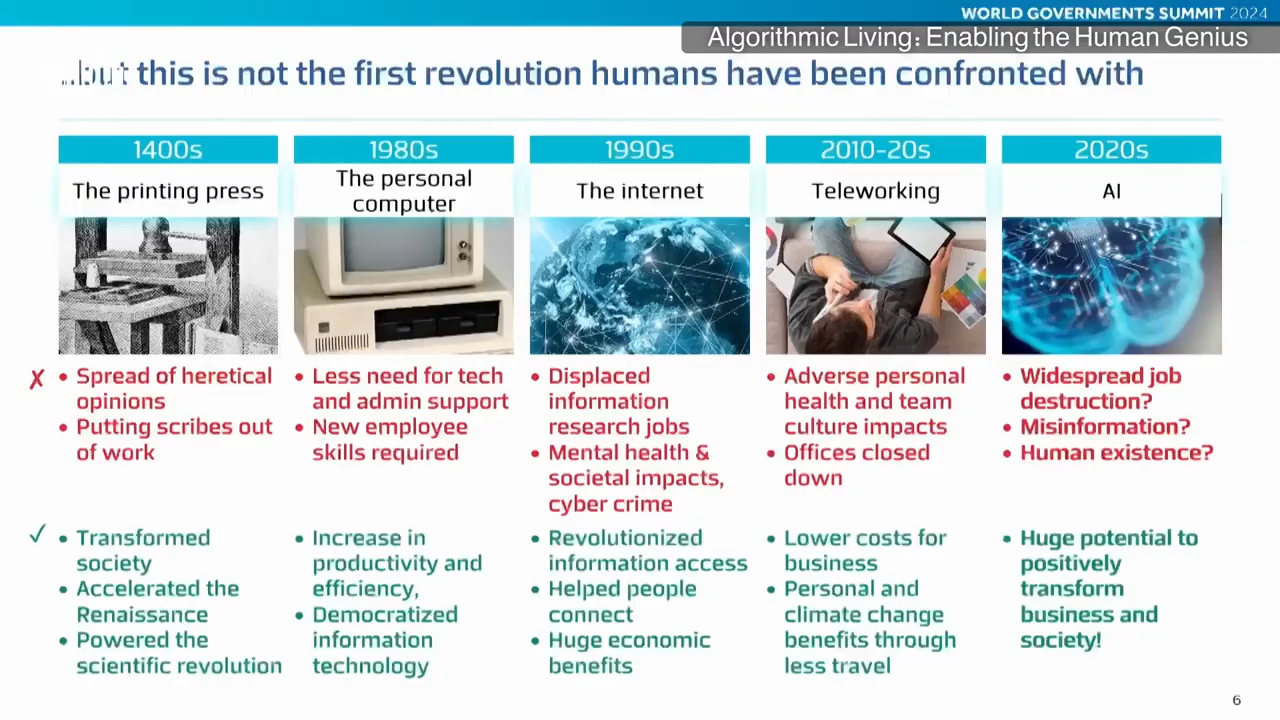 WORLD GOVERNMENTS SUMMIT 2024
Algorithmic Living: Enabling the Human Genius
this is not the first revolution humans have been confronted with
1400s
The printing press
✗
• Spread of heretical
opinions
• Putting scribes out
of work
✓
• Transformed
society
• Accelerated the
Renaissance
• Powered the
scientific revolution
1980s
The personal
computer
• Less need for tech
and admin support
• New employee
skills required
• Increase in
productivity and
efficiency,
• Democratized
information
technology
1990s
The internet
• Displaced
information
research jobs
• Mental health &
societal impacts,
cyber crime
• Revolutionized
information access
• Helped people
connect
• Huge economic
benefits
2010-20s
Teleworking
• Adverse personal
health and team
culture impacts
• Offices closed
down
• Lower costs for
business
• Personal and
climate change
benefits through
less travel
2020s
AI
• Widespread job
destruction?
• Misinformation?
• Human existence?
• Huge potential to
positively
transform
business and
society!
6